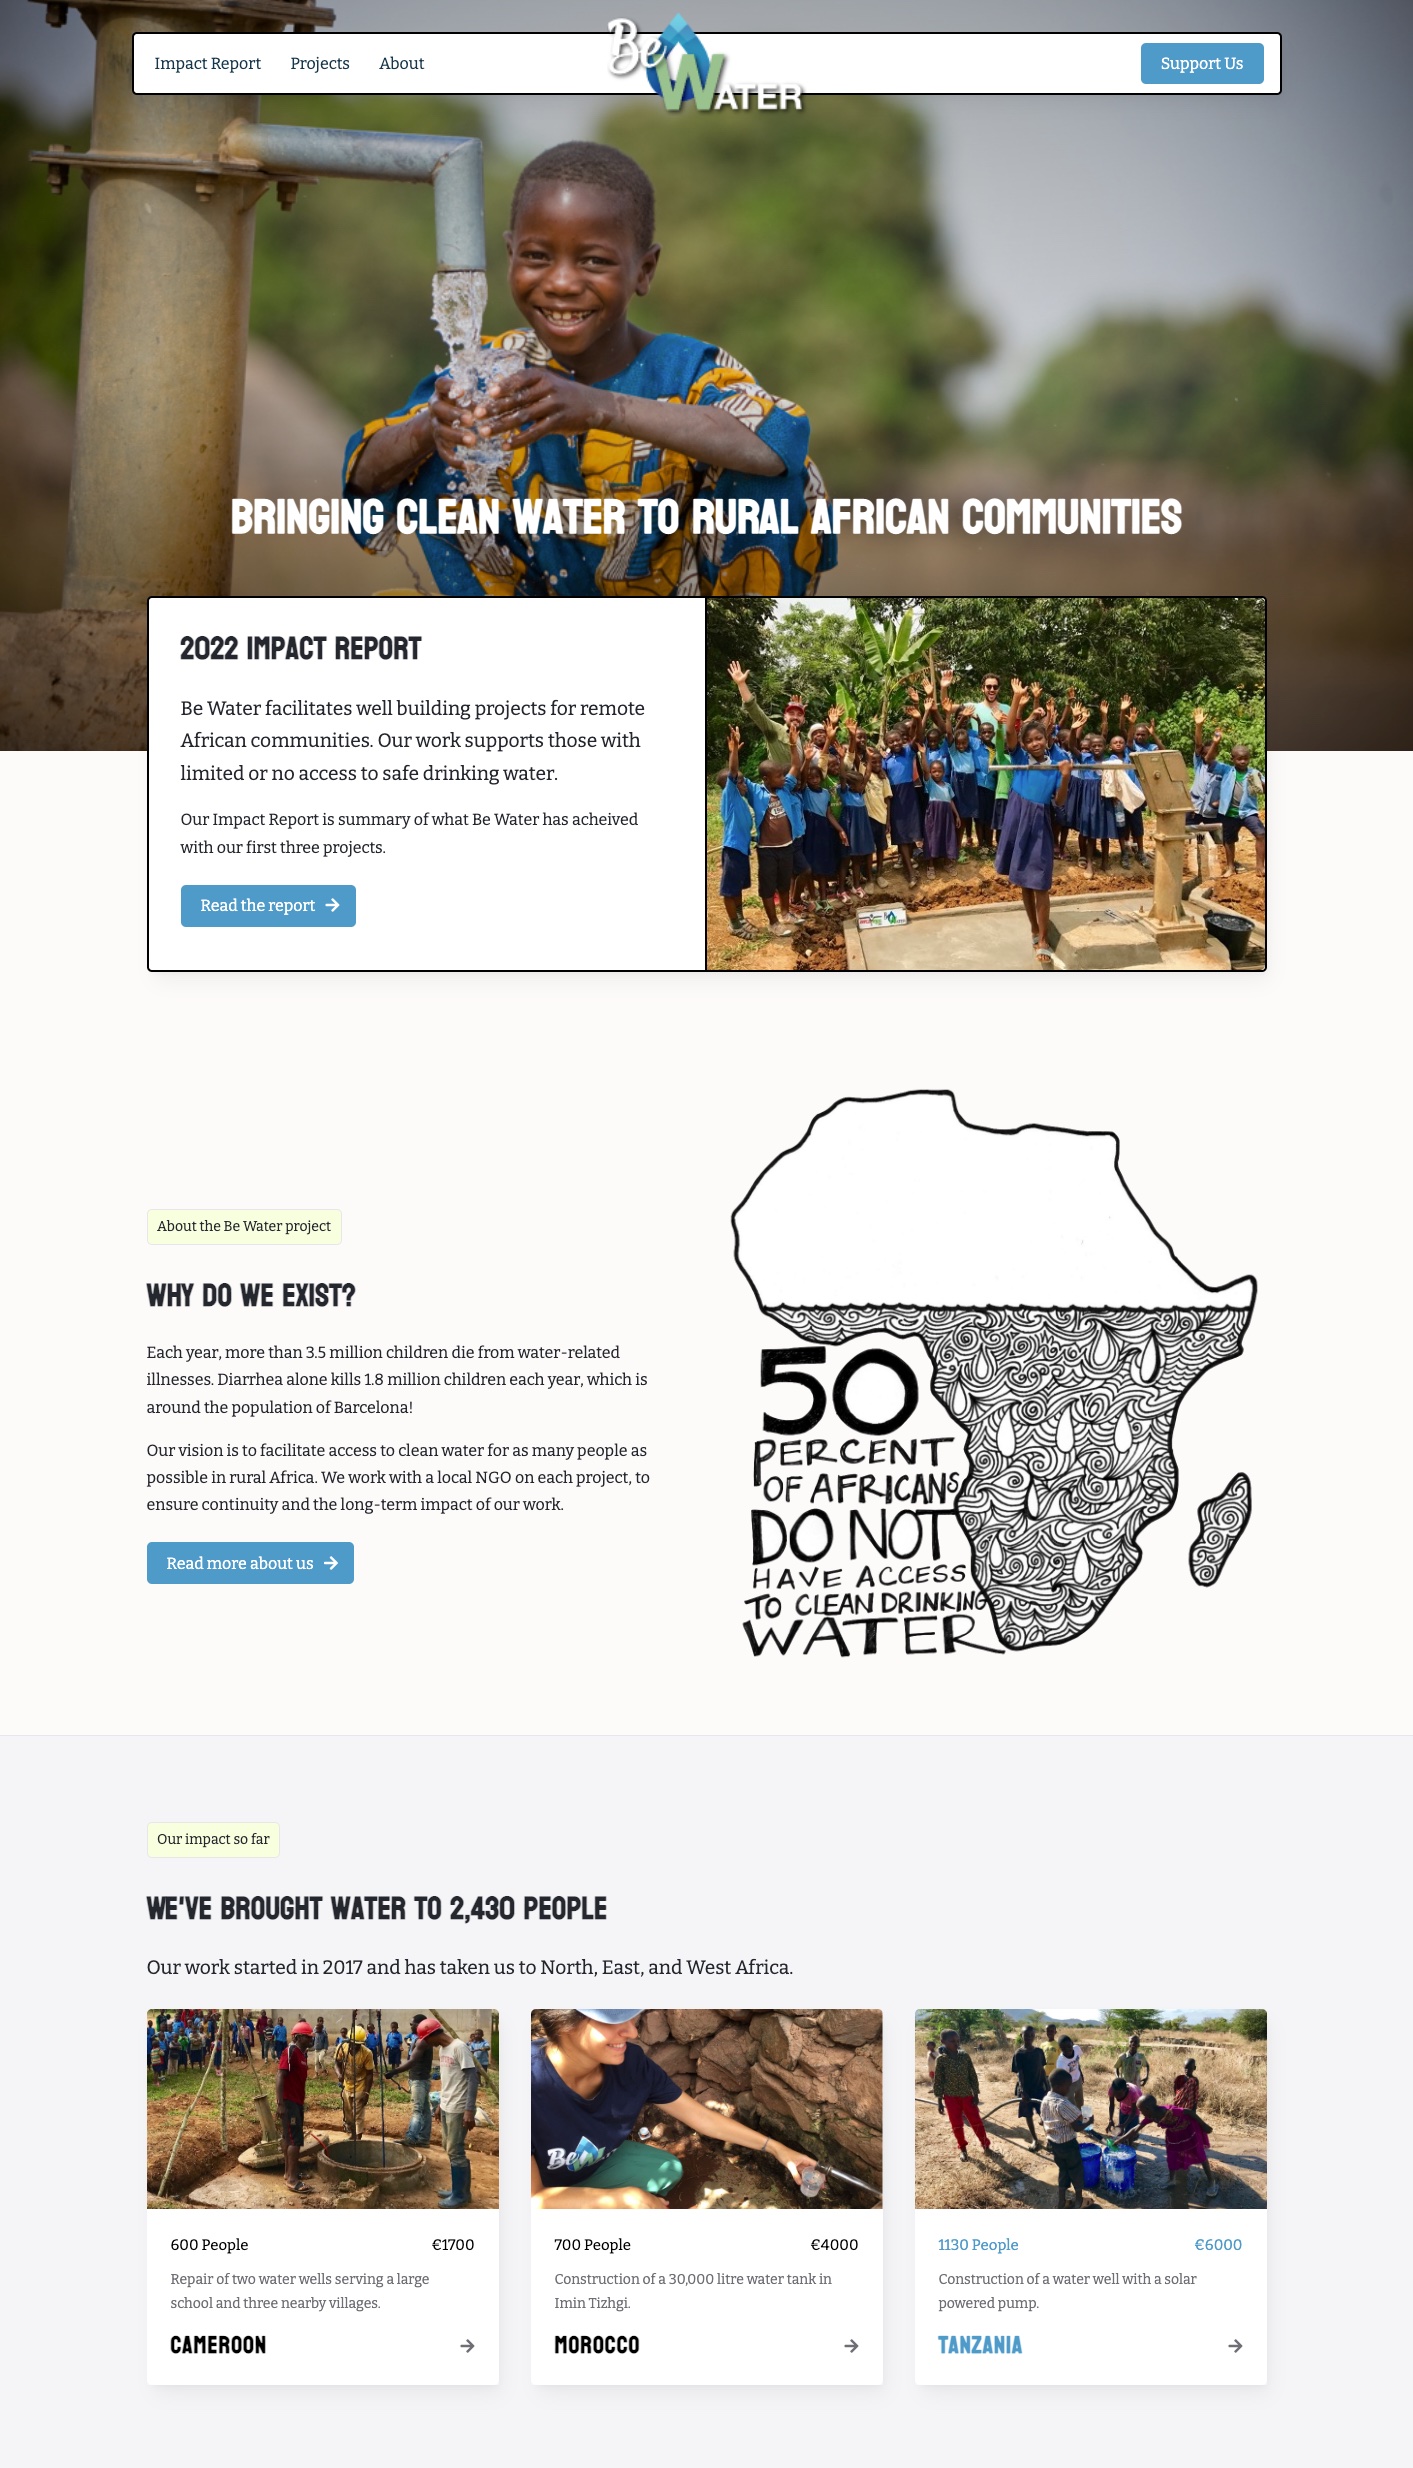 Impact Report
Projects
About
Be
WATER
Support Us
BRINGING CLEAN WATER TO RURAL AFRICAN COMMUNITIES
2022 IMPACT REPORT
Be Water facilitates well building projects for remote
African communities. Our work supports those with
limited or no access to safe drinking water.
Our Impact Report is summary of what Be Water has acheived
with our first three projects.
Read the report
About the Be Water project
WHY DO WE EXIST?
Each year, more than 3.5 million children die from water-related
illnesses. Diarrhea alone kills 1.8 million children each year, which is
around the population of Barcelona!
Our vision is to facilitate access to clean water for as many people as
possible in rural Africa. We work with a local NGO on each project, to
ensure continuity and the long-term impact of our work.
Read more about us
50
PERCENT
OF AFRICANS
DO NOT
HAVE ACCESS
TO CLEAN DRINKING
WATER
Our impact so far
WE'VE BROUGHT WATER TO 2,430 PEOPLE
Our work started in 2017 and has taken us to North, East, and West Africa.
600 People €1700
Repair of two water wells serving a large
school and three nearby villages.
CAMEROON
Be
700 People €4000
Construction of a 30,000 litre water tank in
Imin Tizhgi.
MOROCCO
1130 People €6000
Construction of a water well with a solar
powered pump.
TANZANIA